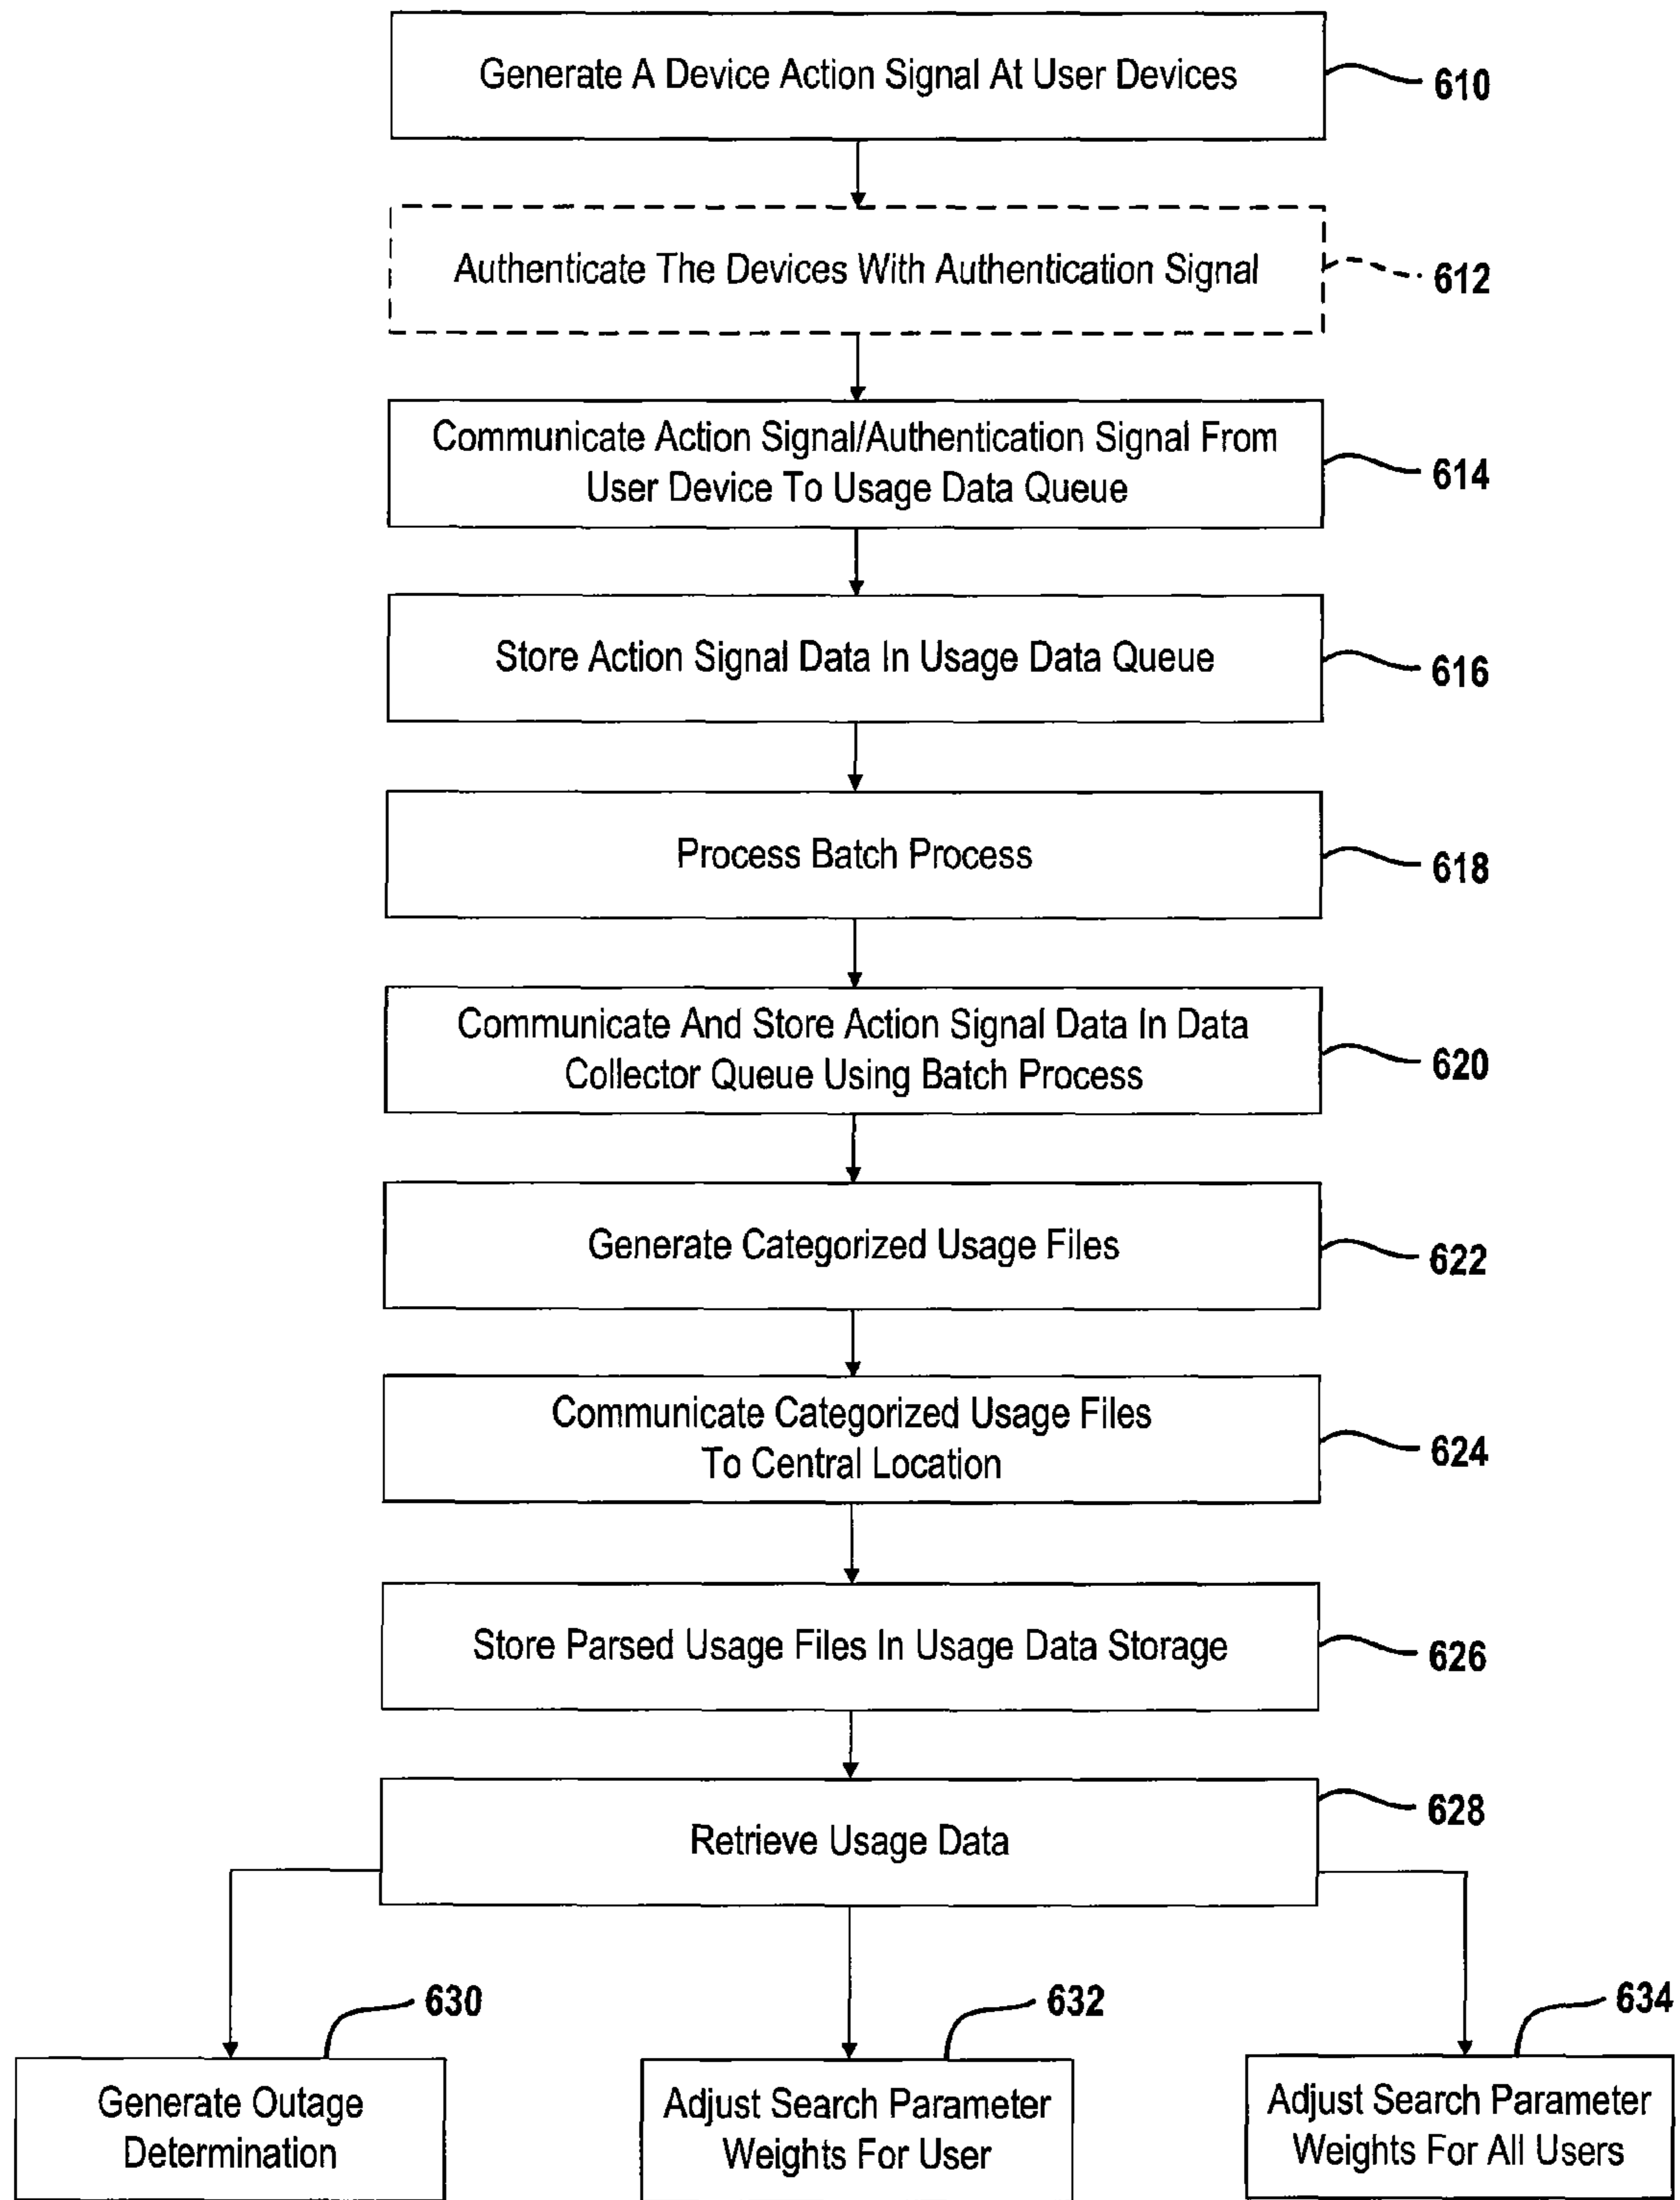 Generate A Device Action Signal At User Devices
610
Authenticate The Devices With Authentication Signal
612
Communicate Action Signal/Authentication Signal From
User Device To Usage Data Queue
614
Store Action Signal Data In Usage Data Queue
616
Process Batch Process
618
Communicate And Store Action Signal Data In Data
Collector Queue Using Batch Process
620
Generate Categorized Usage Files
622
Communicate Categorized Usage Files
To Central Location
624
Store Parsed Usage Files In Usage Data Storage
626
Retrieve Usage Data
628
630
Generate Outage
Determination
632
Adjust Search Parameter
Weights For User
634
Adjust Search Parameter
Weights For All Users